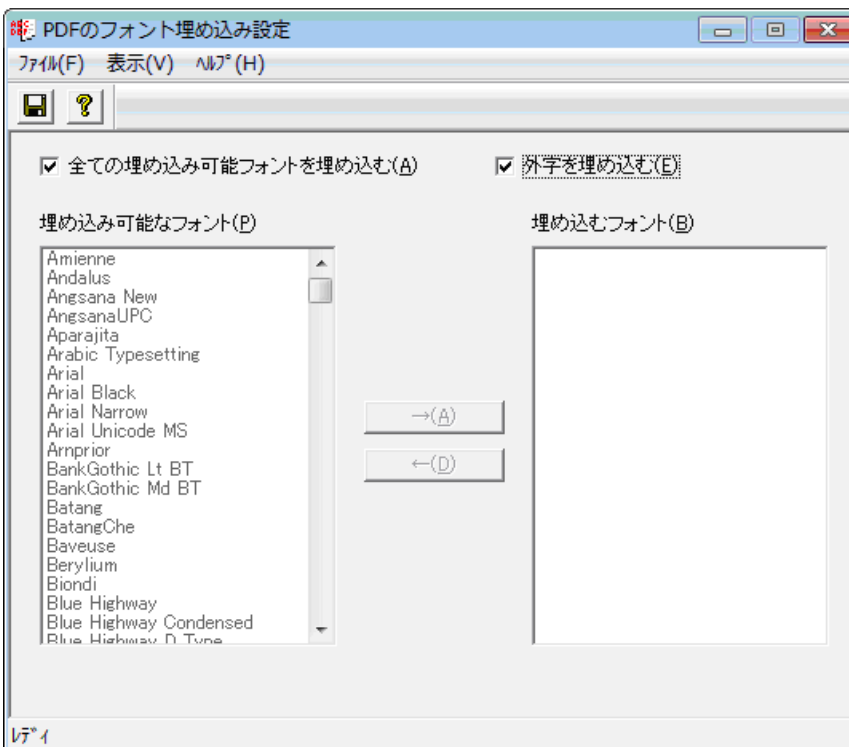 PDFのフォント埋め込み設定
ﾌｧｲﾙ(F) 表示(V) ﾍﾙﾌﾟ(H)
全ての埋め込み可能フォントを埋め込む(A) 外字を埋め込む(E)
埋め込み可能なフォント(P) 埋め込むフォント(B)
Amienne
Andalus
Angsana New
AngsanaUPC
Aparajita
Arabic Typesetting
Arial
Arial Black
Arial Narrow
Arial Unicode MS
Arnprior
BankGothic Lt BT
BankGothic Md BT
Batang
BatangChe
Baveuse
Berylium
Biondi
Blue Highway
Blue Highway Condensed
Blue Highway D Type
→(A)
←(D)
ﾚﾃﾞｨ